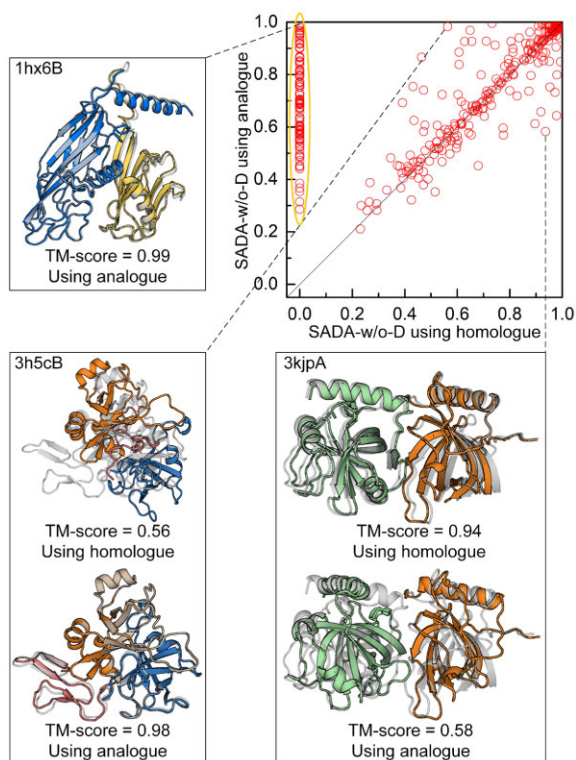 1hx6B
TM-score = 0.99
Using analogue
SADA-w/o-D using analogue
1.0
0.8
0.6
0.4
0.2
0.0
0.0 0.2 0.4 0.6 0.8 1.0
SADA-w/o-D using homologue
3h5cB
TM-score = 0.56
Using homologue
TM-score = 0.98
Using analogue
3kjpA
TM-score = 0.94
Using homologue
TM-score = 0.58
Using analogue